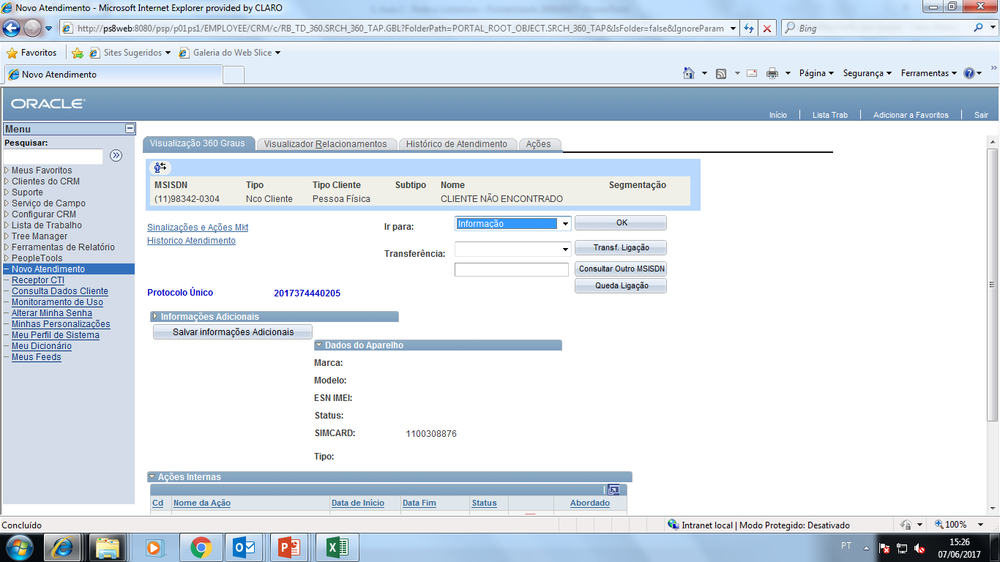 Novo Atendimento - Microsoft Internet Explorer provided by CLARO
http://ps8web:8080/psp/p01ps1/EMPLOYEE/CRM/c/RB_TD_360.SRCH_360_TAP.GBL?FolderPath=PORTAL_ROOT_OBJECT.SRCH_360_TAP&IsFolder=false&IgnoreParam
Bing
Favoritos
Sites Sugeridos
Galeria do Web Slice
Novo Atendimento
Página
Segurança
Ferramentas
ORACLE
Início
Lista Trab
Adicionar a Favoritos
Sair
Menu
Pesquisar:
Meus Favoritos
Clientes do CRM
Suporte
Serviço de Campo
Configurar CRM
Lista de Trabalho
Tree Manager
Ferramentas de Relatório
PeopleTools
Novo Atendimento
Receptor CTI
Consulta Dados Cliente
Monitoramento de Uso
Alterar Minha Senha
Minhas Personalizações
Meu Perfil de Sistema
Meu Dicionário
Meus Feeds
Visualização 360 Graus
Visualizador Relacionamentos
Histórico de Atendimento
Ações
MSISDN Tipo Tipo Cliente Subtipo Nome Segmentação
(11)98342-0304 Nco Cliente Pessoa Física CLIENTE NÃO ENCONTRADO
Sinalizações e Ações Mkt
Historico Atendimento
Ir para:
Informação
OK
Transferência:
Transf. Ligação
Consultar Outro MSISDN
Queda Ligação
Protocolo Único 2017374440205
Informações Adicionais
Salvar informações Adicionais
Dados do Aparelho
Marca:
Modelo:
ESN IMEI:
Status:
SIMCARD: 1100308876
Tipo:
Ações Internas
Cd Nome da Ação Data de Início Data Fim Status Abordado
Concluído
Intranet local | Modo Protegido: Desativado
100%
PT
15:26
07/06/2017